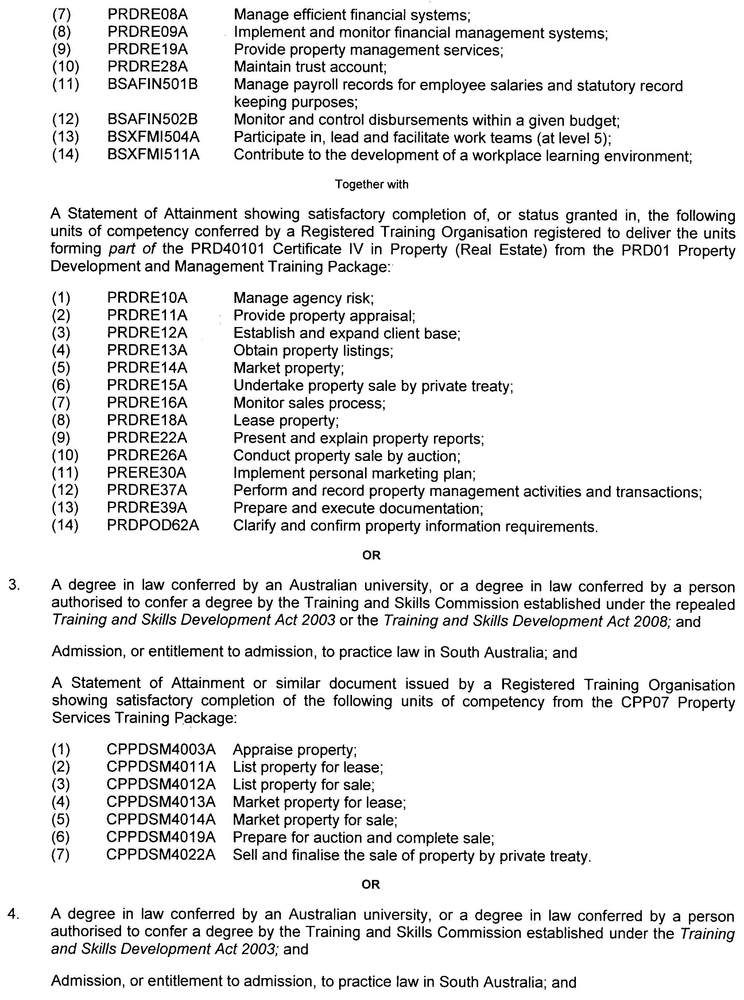 (7) PRDRE08A Manage efficient financial systems;
(8) PRDRE09A Implement and monitor financial management systems;
(9) PRDRE19A Provide property management services;
(10) PRDRE28A Maintain trust account;
(11) BSAFIN501B Manage payroll records for employee salaries and statutory record
keeping purposes;
(12) BSAFIN502B Monitor and control disbursements within a given budget;
(13) BSXFMI504A Participate in, lead and facilitate work teams (at level 5);
(14) BSXFMI511A Contribute to the development of a workplace learning environment;
Together with
A Statement of Attainment showing satisfactory completion of, or status granted in, the following
units of competency conferred by a Registered Training Organisation registered to deliver the units
forming part of the PRD40101 Certificate IV in Property (Real Estate) from the PRD01 Property
Development and Management Training Package:
(1) PRDRE10A Manage agency risk;
(2) PRDRE11A Provide property appraisal;
(3) PRDRE12A Establish and expand client base;
(4) PRDRE13A Obtain property listings;
(5) PRDRE14A Market property;
(6) PRDRE15A Undertake property sale by private treaty;
(7) PRDRE16A Monitor sales process;
(8) PRDRE18A Lease property;
(9) PRDRE22A Present and explain property reports;
(10) PRDRE26A Conduct property sale by auction;
(11) PRERE30A Implement personal marketing plan;
(12) PRDRE37A Perform and record property management activities and transactions;
(13) PRDRE39A Prepare and execute documentation;
(14) PRDPOD62A Clarify and confirm property information requirements.
OR
3. A degree in law conferred by an Australian university, or a degree in law conferred by a person
authorised to confer a degree by the Training and Skills Commission established under the repealed
Training and Skills Development Act 2003 or the Training and Skills Development Act 2008; and
Admission, or entitlement to admission, to practice law in South Australia; and
A Statement of Attainment or similar document issued by a Registered Training Organisation
showing satisfactory completion of the following units of competency from the CPP07 Property
Services Training Package:
(1) CPPDSM4003A Appraise property;
(2) CPPDSM4011A List property for lease;
(3) CPPDSM4012A List property for sale;
(4) CPPDSM4013A Market property for lease;
(5) CPPDSM4014A Market property for sale;
(6) CPPDSM4019A Prepare for auction and complete sale;
(7) CPPDSM4022A Sell and finalise the sale of property by private treaty.
OR
4. A degree in law conferred by an Australian university, or a degree in law conferred by a person
authorised to confer a degree by the Training and Skills Commission established under the Training
and Skills Development Act 2003; and
Admission, or entitlement to admission, to practice law in South Australia; and